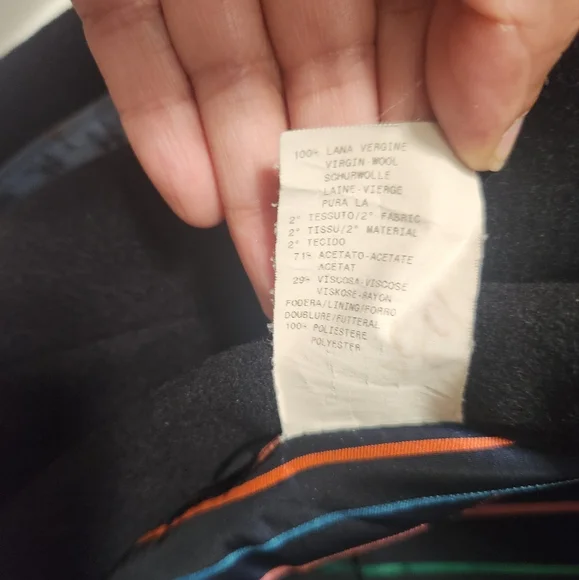 100% LANA VERGINE
VIRGIN WOOL
SCHURWOLLE
LAINE-VIERGE
PURA LA
2° TESSUTO/2° FABRIC
2° TISSU/2° MATERIAL
2° TECIDO
71% ACETATO-ACETATE
ACETAT
29% VISCOSA-VISCOSE
VISKOSE-RAYON
FODERA/LINING/FORRO
DOUBLURE/FUTTERAL
100% POLIESTERE
POLYESTER